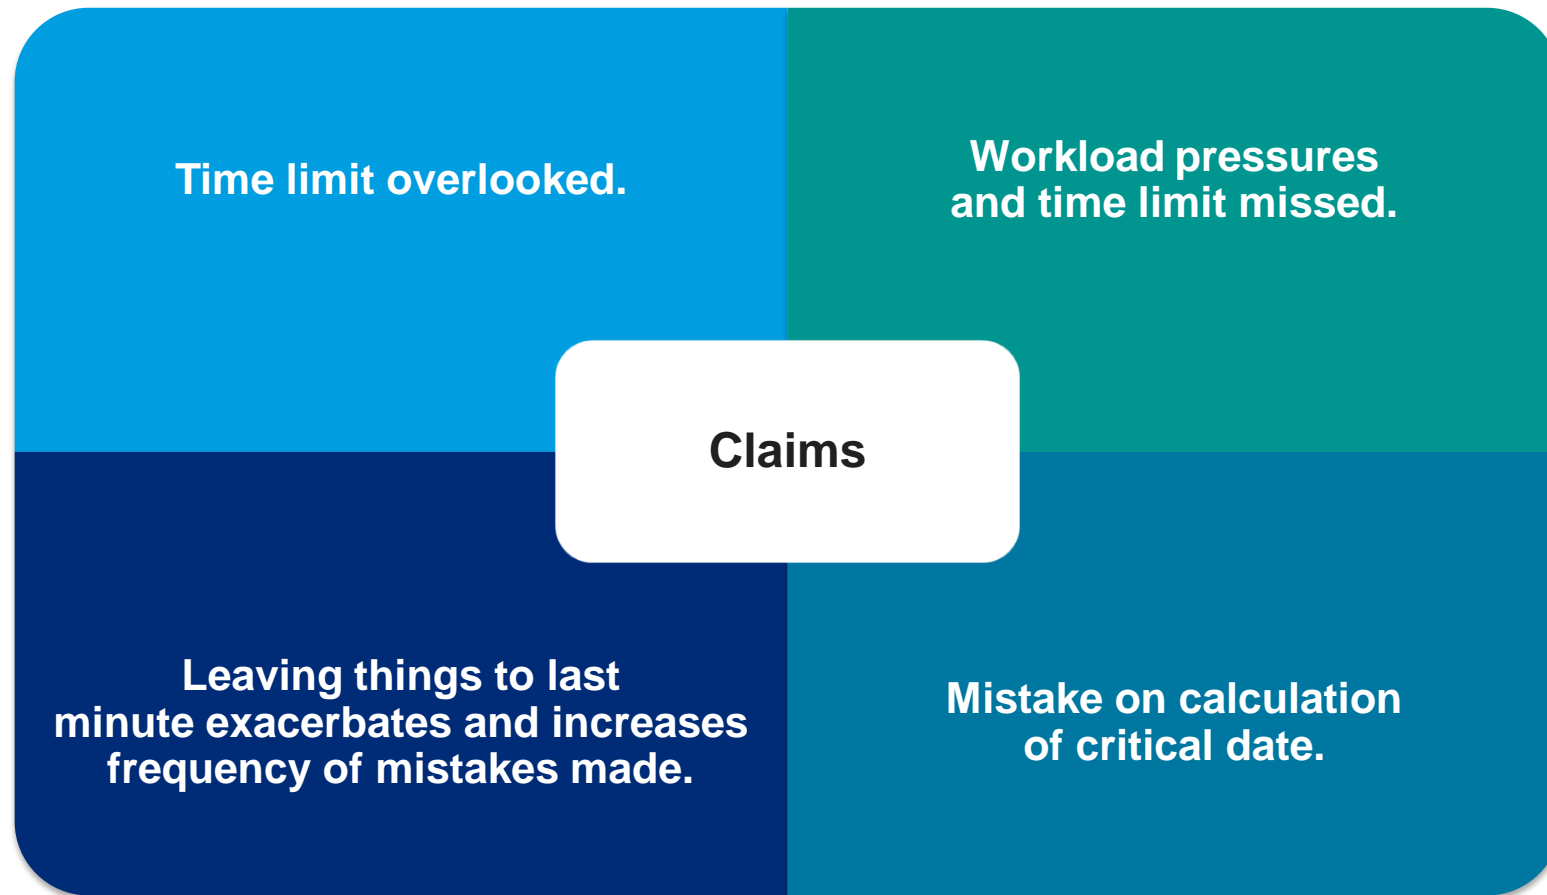 Time limit overlooked.
Workload pressures
and time limit missed.
Claims
Leaving things to last
minute exacerbates and increases
frequency of mistakes made.
Mistake on calculation
of critical date.